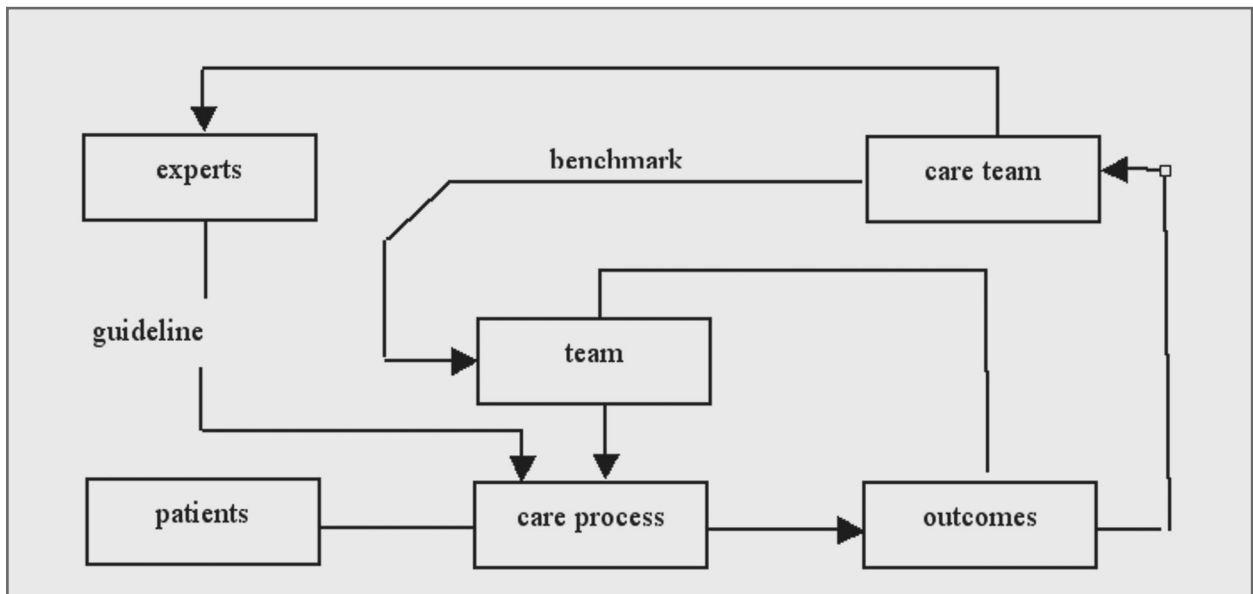 experts
benchmark
care team
guideline
team
patients
care process
outcomes